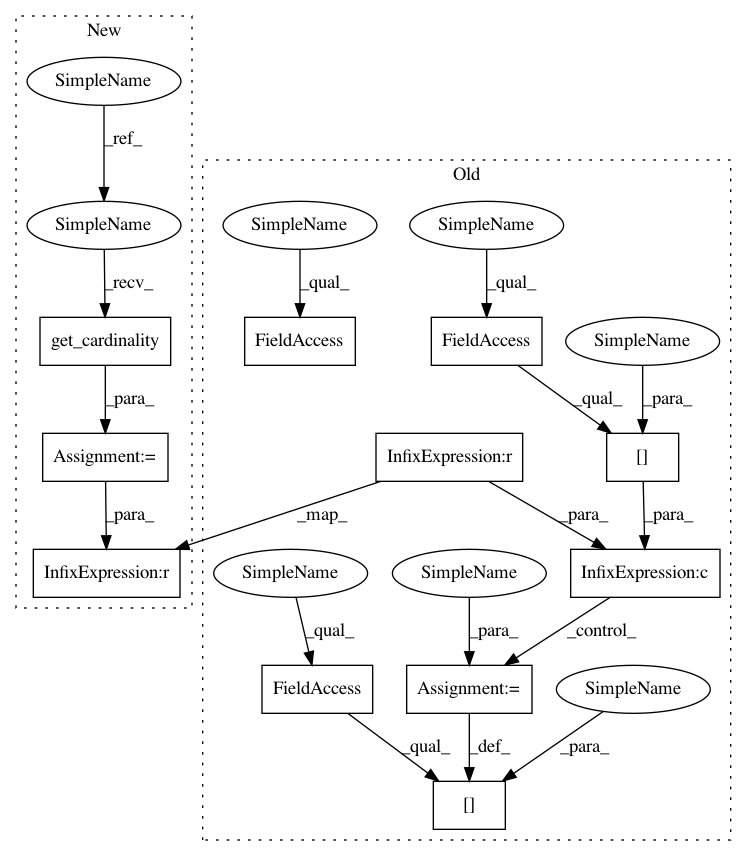 New
SimpleName
_ref_
Old
SimpleName
SimpleName
SimpleName
_recv_
_qual_
_qual_
get_cardinality
FieldAccess
FieldAccess
SimpleName
_para_
_qual_
_para_
Assignment:=
InfixExpression:r
[]
_para_
_map_
_para_
_para_
InfixExpression:r
SimpleName
SimpleName
InfixExpression:c
_qual_
_para_
_control_
FieldAccess
Assignment:=
SimpleName
_qual_
_def_
_para_
[]